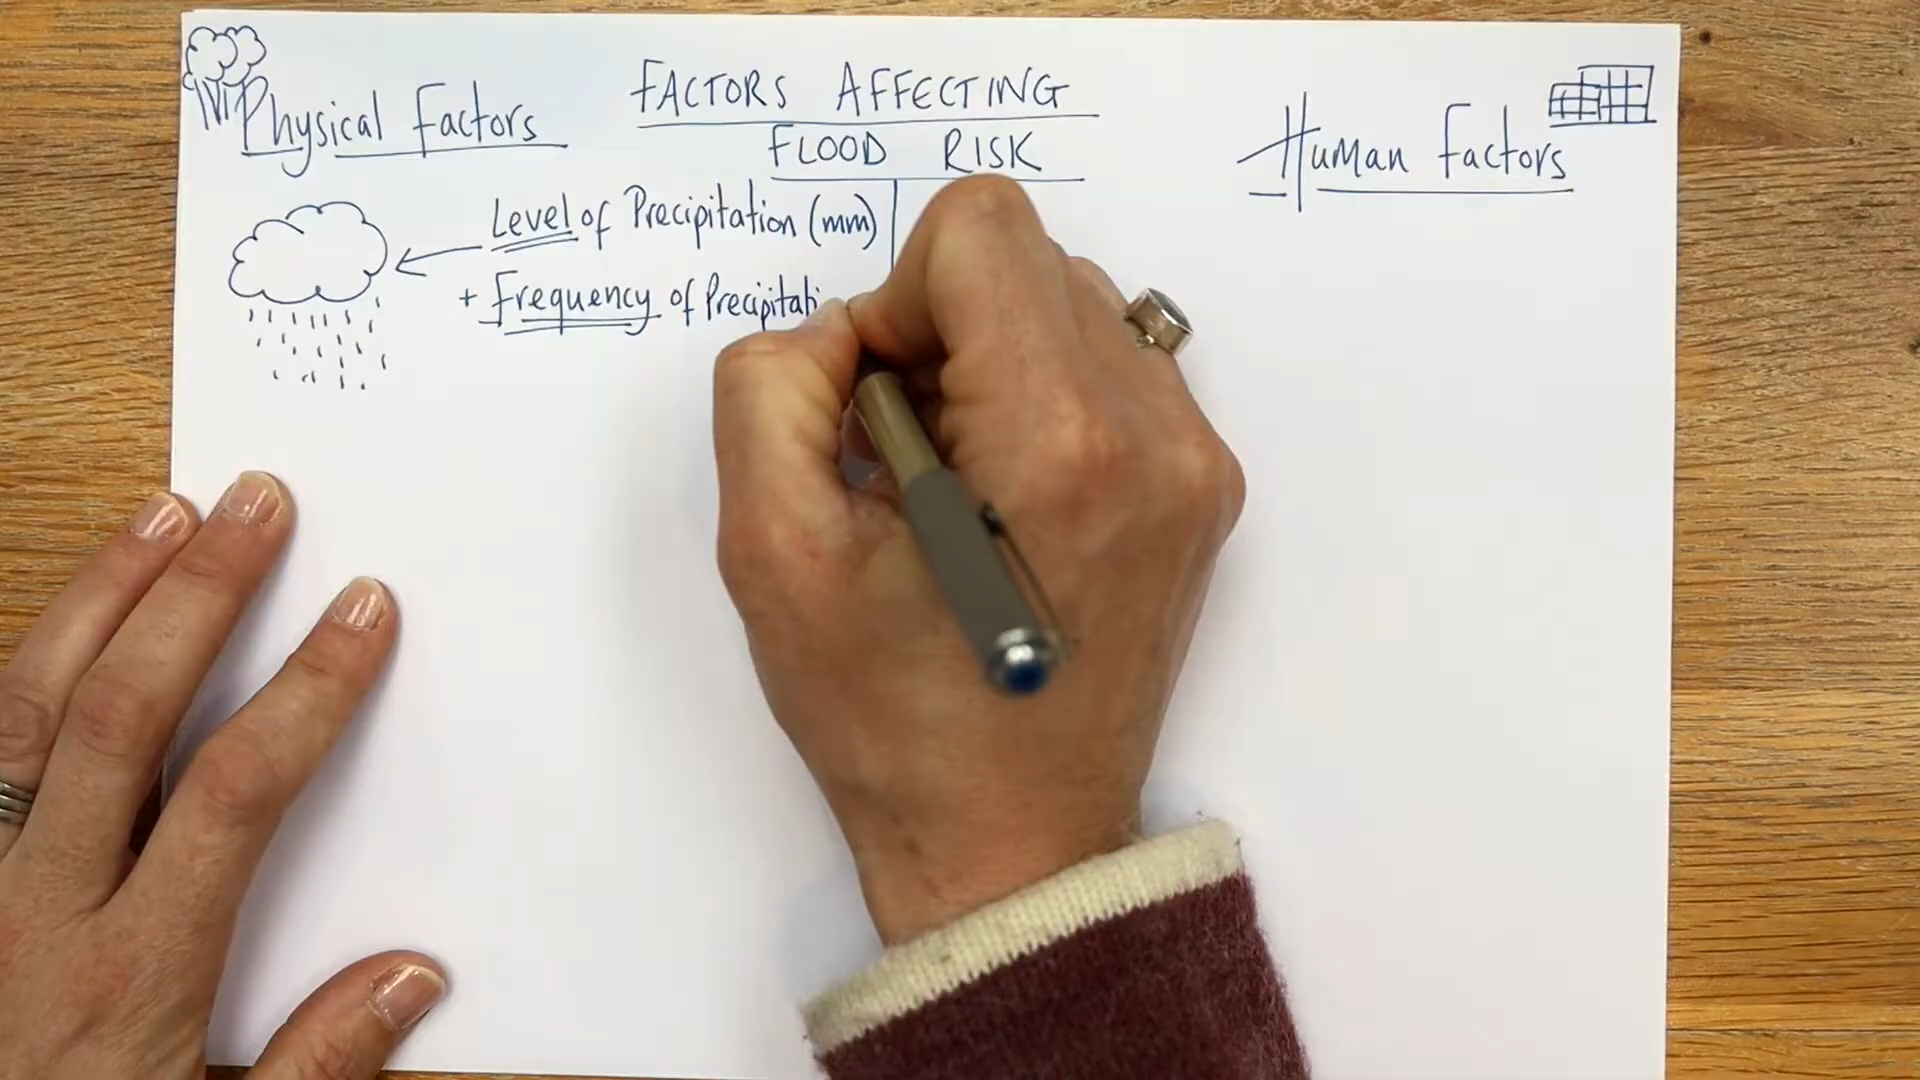 FACTORS AFFECTING
FLOOD RISK
Physical Factors
Level of Precipitation (mm)
+ Frequency of Precipitati
Human Factors